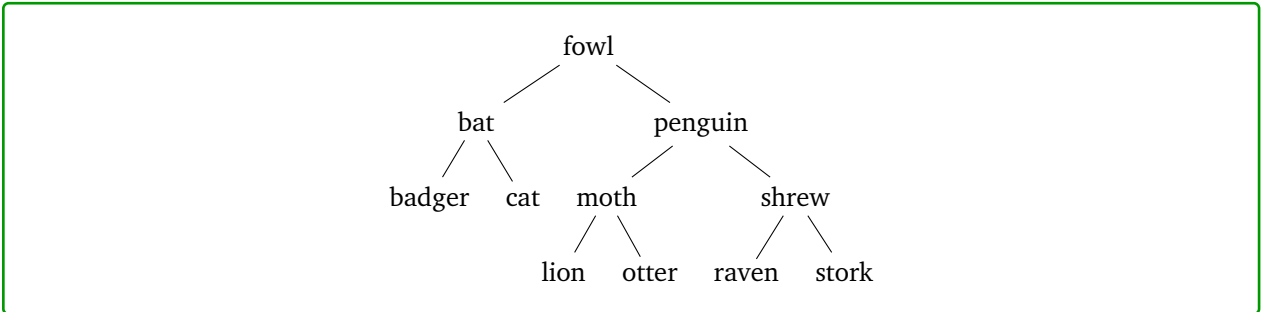 fowl
bat penguin
badger cat moth shrew
lion otter raven stork